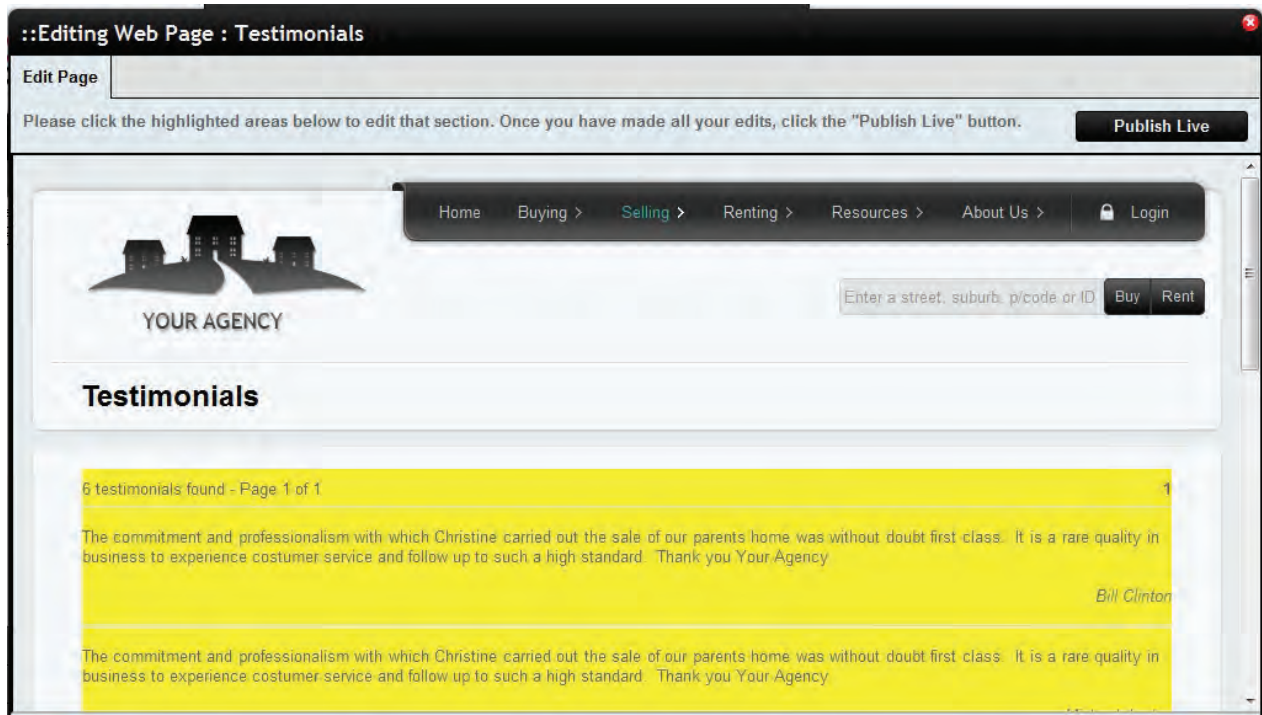 ::Editing Web Page : Testimonials
Edit Page
Please click the highlighted areas below to edit that section. Once you have made all your edits, click the "Publish Live" button.
Publish Live
Home Buying > Selling > Renting > Resources > About Us > Login
YOUR AGENCY
Enter a street, suburb, p/code or ID Buy Rent
Testimonials
6 testimonials found - Page 1 of 1 1
The commitment and professionalism with which Christine carried out the sale of our parents home was without doubt first class. It is a rare quality in
business to experience costumer service and follow up to such a high standard. Thank you Your Agency
Bill Clinton
The commitment and professionalism with which Christine carried out the sale of our parents home was without doubt first class. It is a rare quality in
business to experience costumer service and follow up to such a high standard. Thank you Your Agency